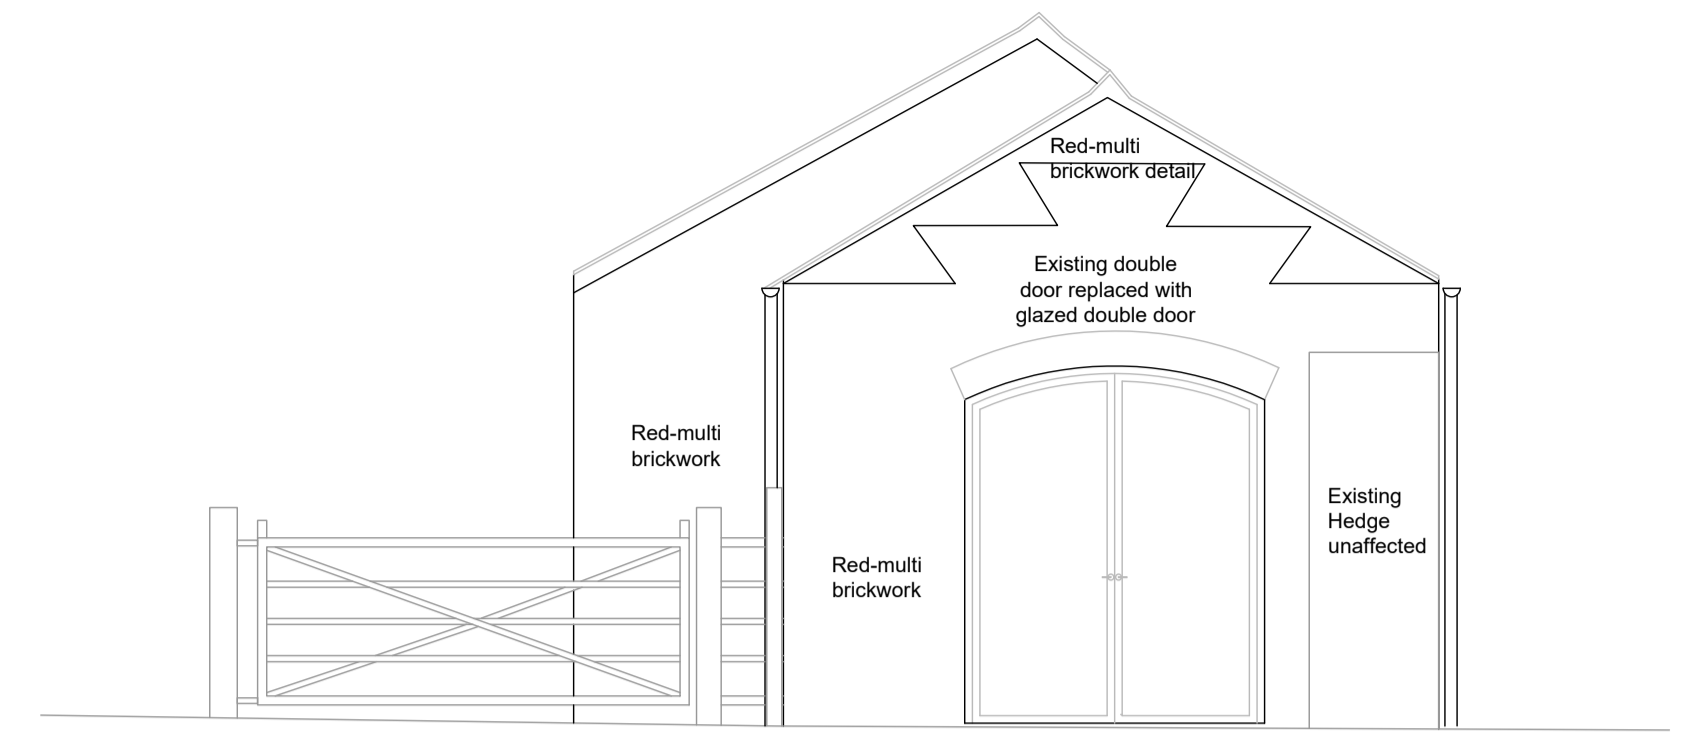 Red-multi
brickwork detail
Existing double
door replaced with
glazed double door
Red-multi
brickwork
Existing
Hedge
unaffected
Red-multi
brickwork